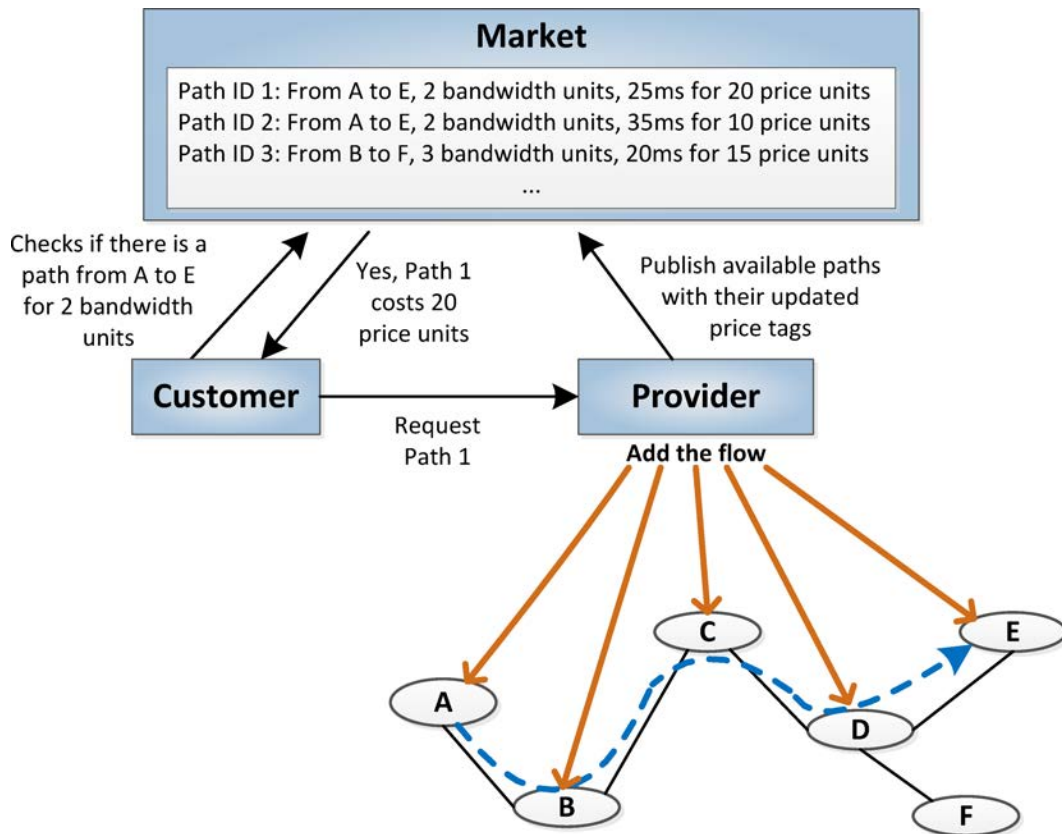 Market
Path ID 1: From A to E, 2 bandwidth units, 25ms for 20 price units
Path ID 2: From A to E, 2 bandwidth units, 35ms for 10 price units
Path ID 3: From B to F, 3 bandwidth units, 20ms for 15 price units
...
Checks if there is a
path from A to E
for 2 bandwidth
units
Yes, Path 1
costs 20
price units
Publish available paths
with their updated
price tags
Customer
Provider
Request
Path 1
Add the flow
C
E
A
D
B
F